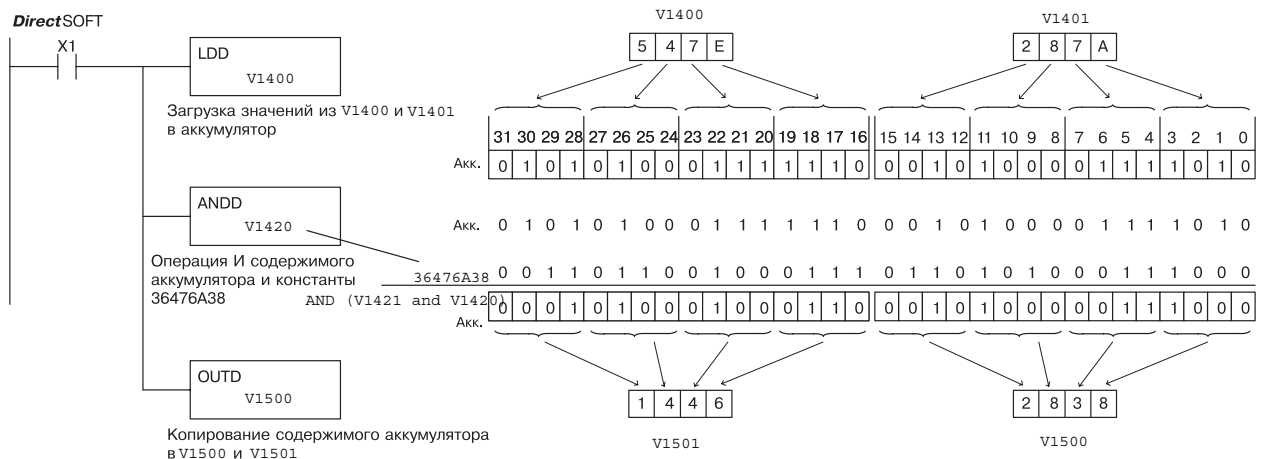 DirectSOFT
X1
LDD
V1400
Загрузка значений из V1400 и V1401
в аккумулятор
ANDD
V1420
Операция И содержимого
аккумулятора и константы
36476A38
OUTD
V1500
Копирование содержимого аккумулятора
в V1500 и V1501
V1400
5 4 7 E
V1401
2 8 7 A
31 30 29 28 27 26 25 24 23 22 21 20 19 18 17 16 15 14 13 12 11 10 9 8 7 6 5 4 3 2 1 0
Акк. 0 1 0 1 0 1 0 0 0 1 1 1 1 1 1 0 0 0 1 0 1 0 0 0 0 1 1 1 1 0 1 0
Акк. 0 1 0 1 0 1 0 0 0 1 1 1 1 1 1 0 0 0 1 0 1 0 0 0 0 1 1 1 1 0 1 0
36476A38 0 0 1 1 0 1 1 0 0 1 0 0 0 1 1 1 0 1 1 0 1 0 1 0 0 0 1 1 1 0 0 0
AND (V1421 and V1420)
Акк. 0 0 0 1 0 1 0 0 0 1 0 0 0 1 1 0 0 0 1 0 1 0 0 0 0 0 1 1 1 0 0 0
1 4 4 6
V1501
2 8 3 8
V1500